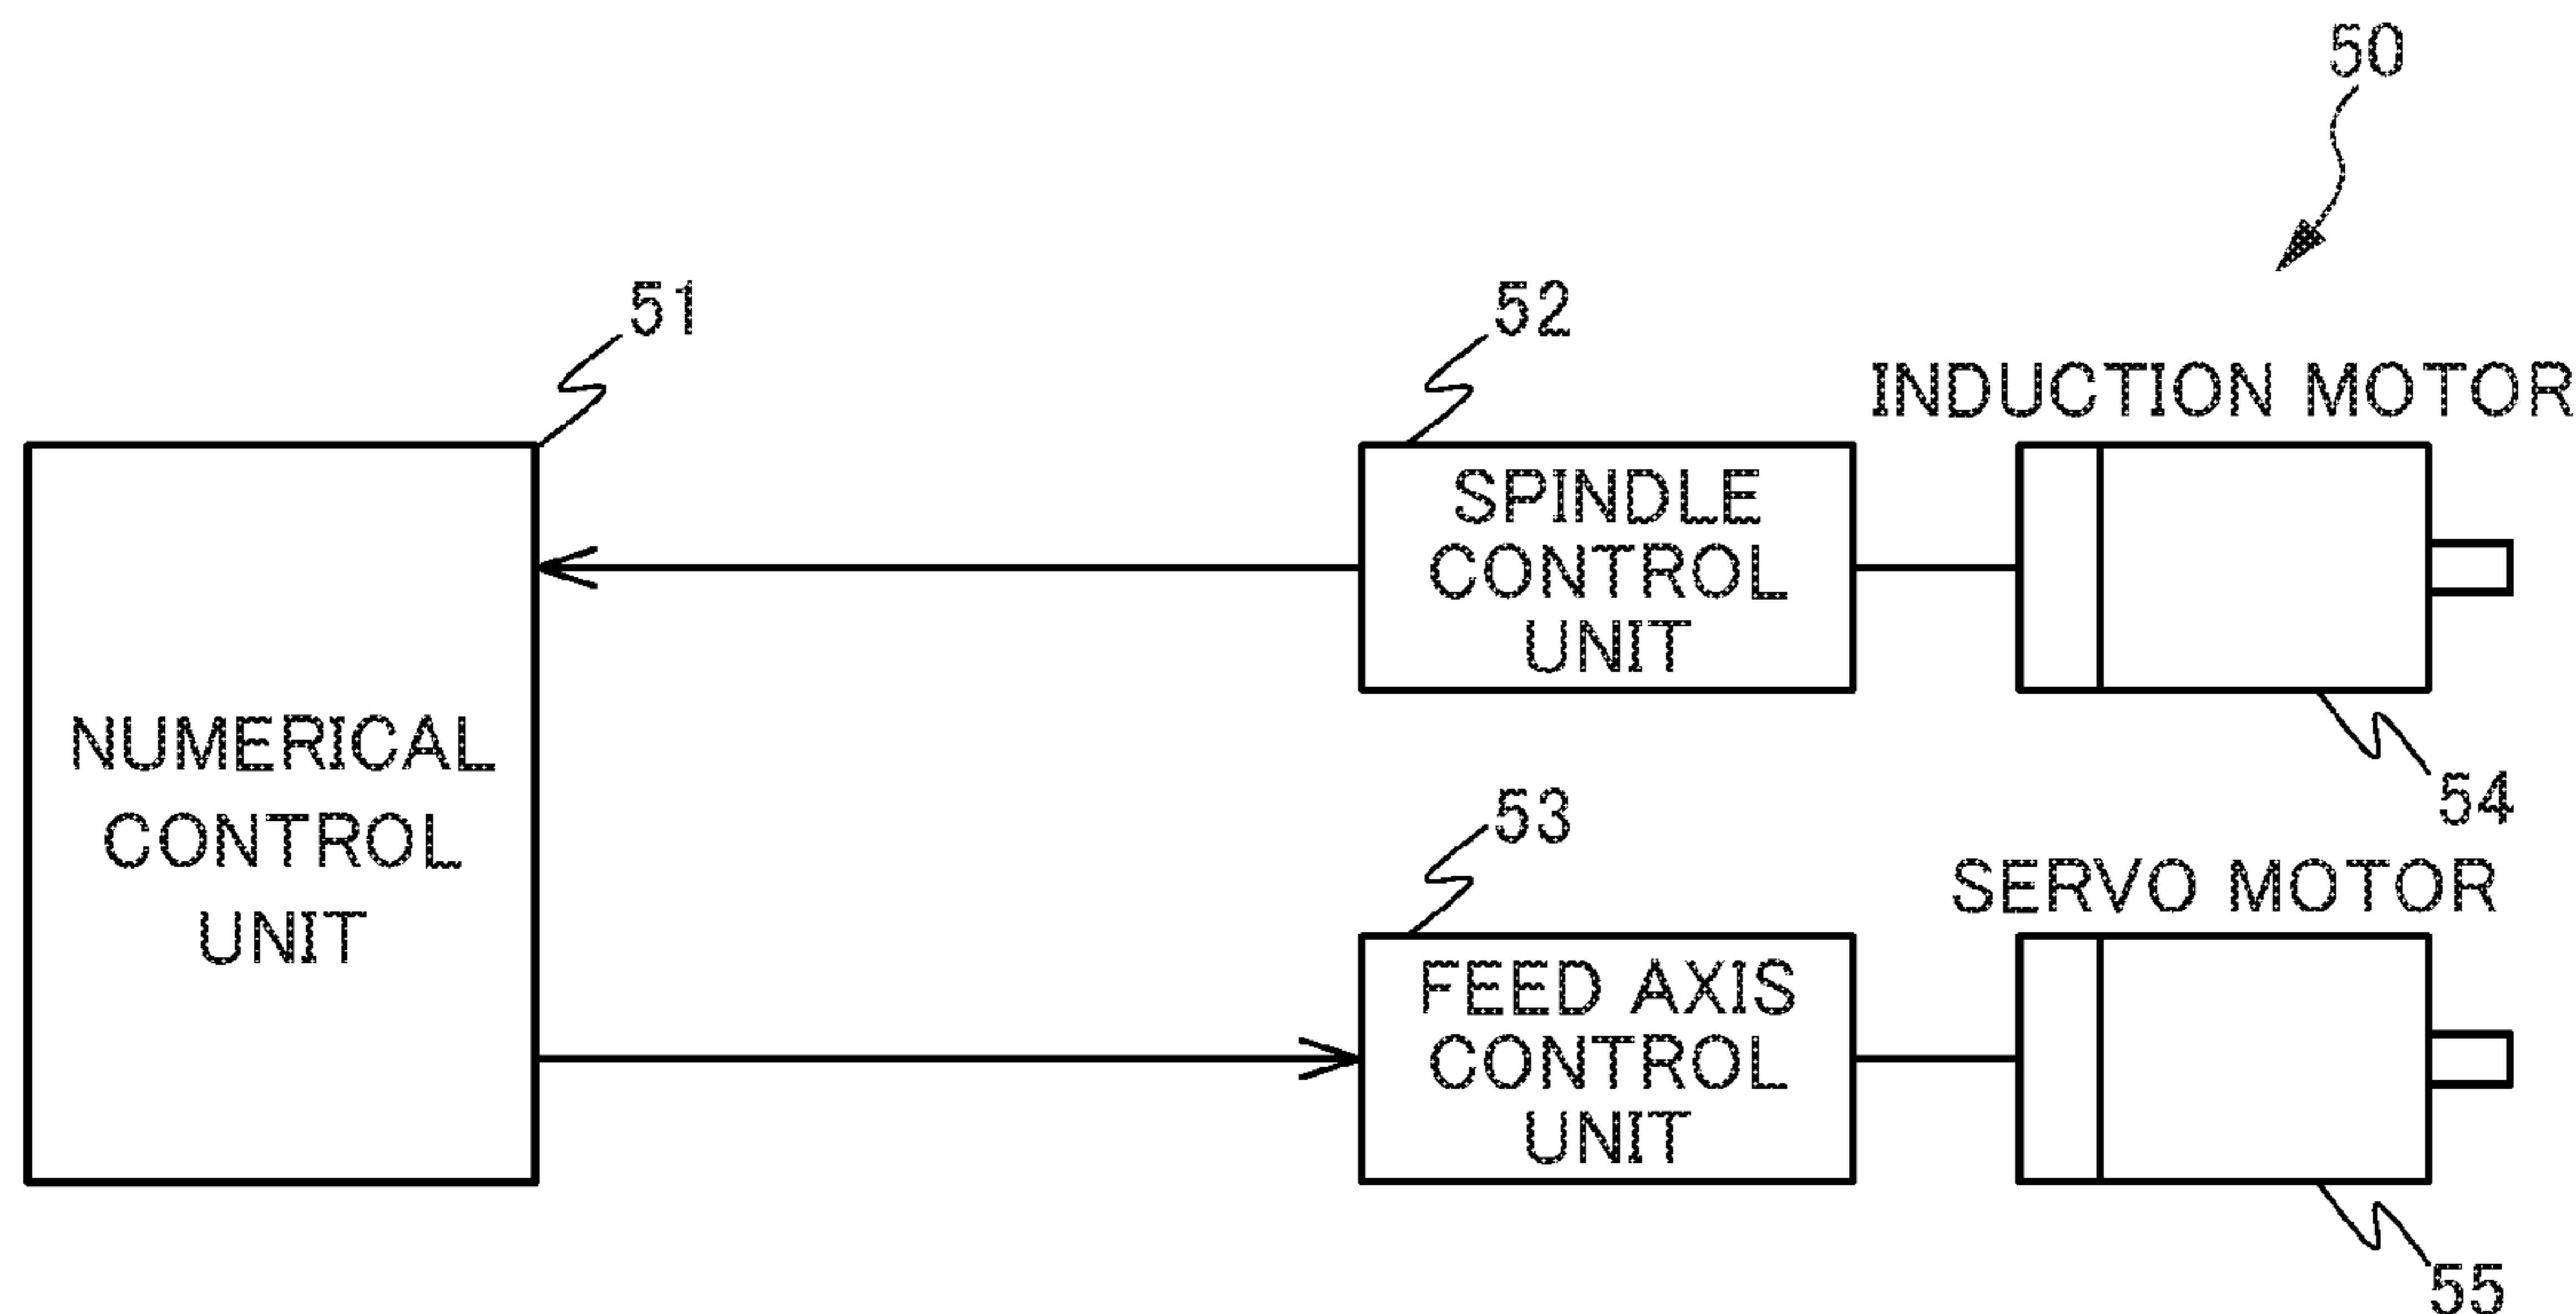 50
51
52
INDUCTION MOTOR
SPINDLE
CONTROL
UNIT
54
NUMERICAL
CONTROL
UNIT
53
SERVO MOTOR
FEED AXIS
CONTROL
UNIT
55